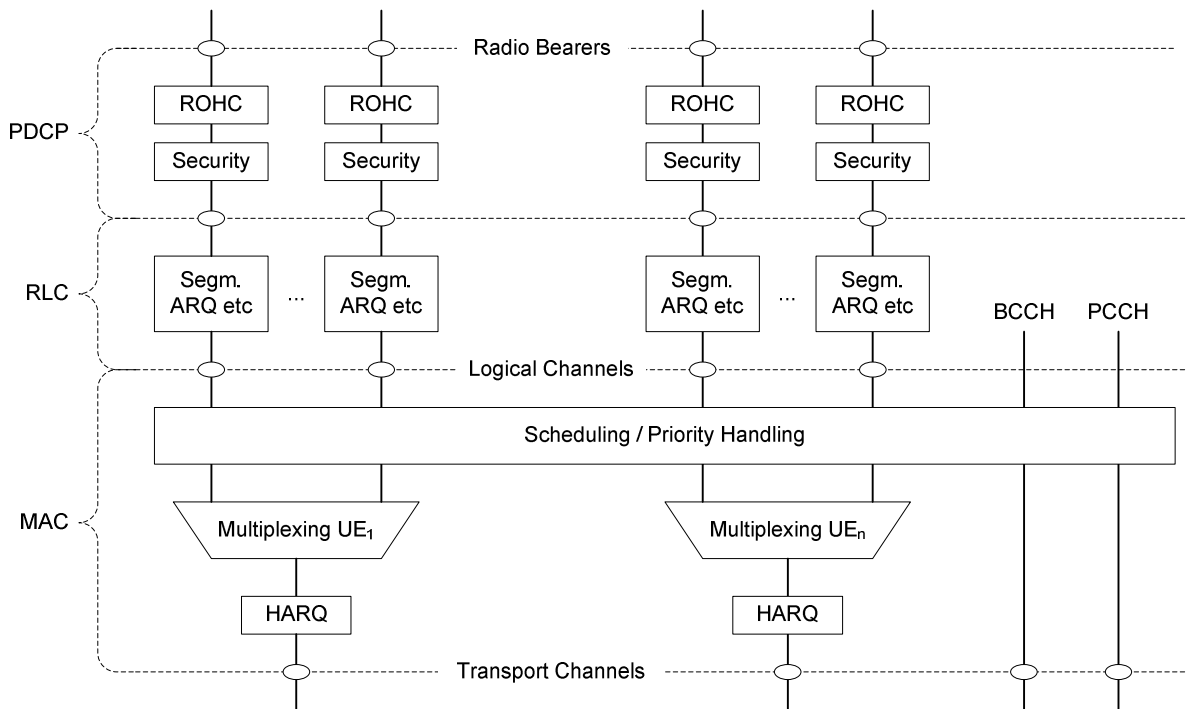 Radio Bearers
ROHC
ROHC
ROHC
ROHC
PDCP
Security
Security
Security
Security
Segm.
ARQ etc
...
Segm.
ARQ etc
Segm.
ARQ etc
...
Segm.
ARQ etc
RLC
BCCH
PCCH
Logical Channels
Scheduling / Priority Handling
MAC
Multiplexing UE₁
Multiplexing UEₙ
HARQ
HARQ
Transport Channels